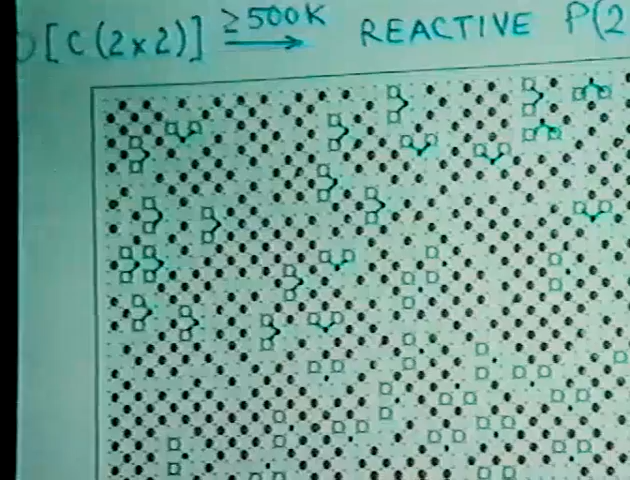 [C(2x2)] ≥500K → REACTIVE P(2